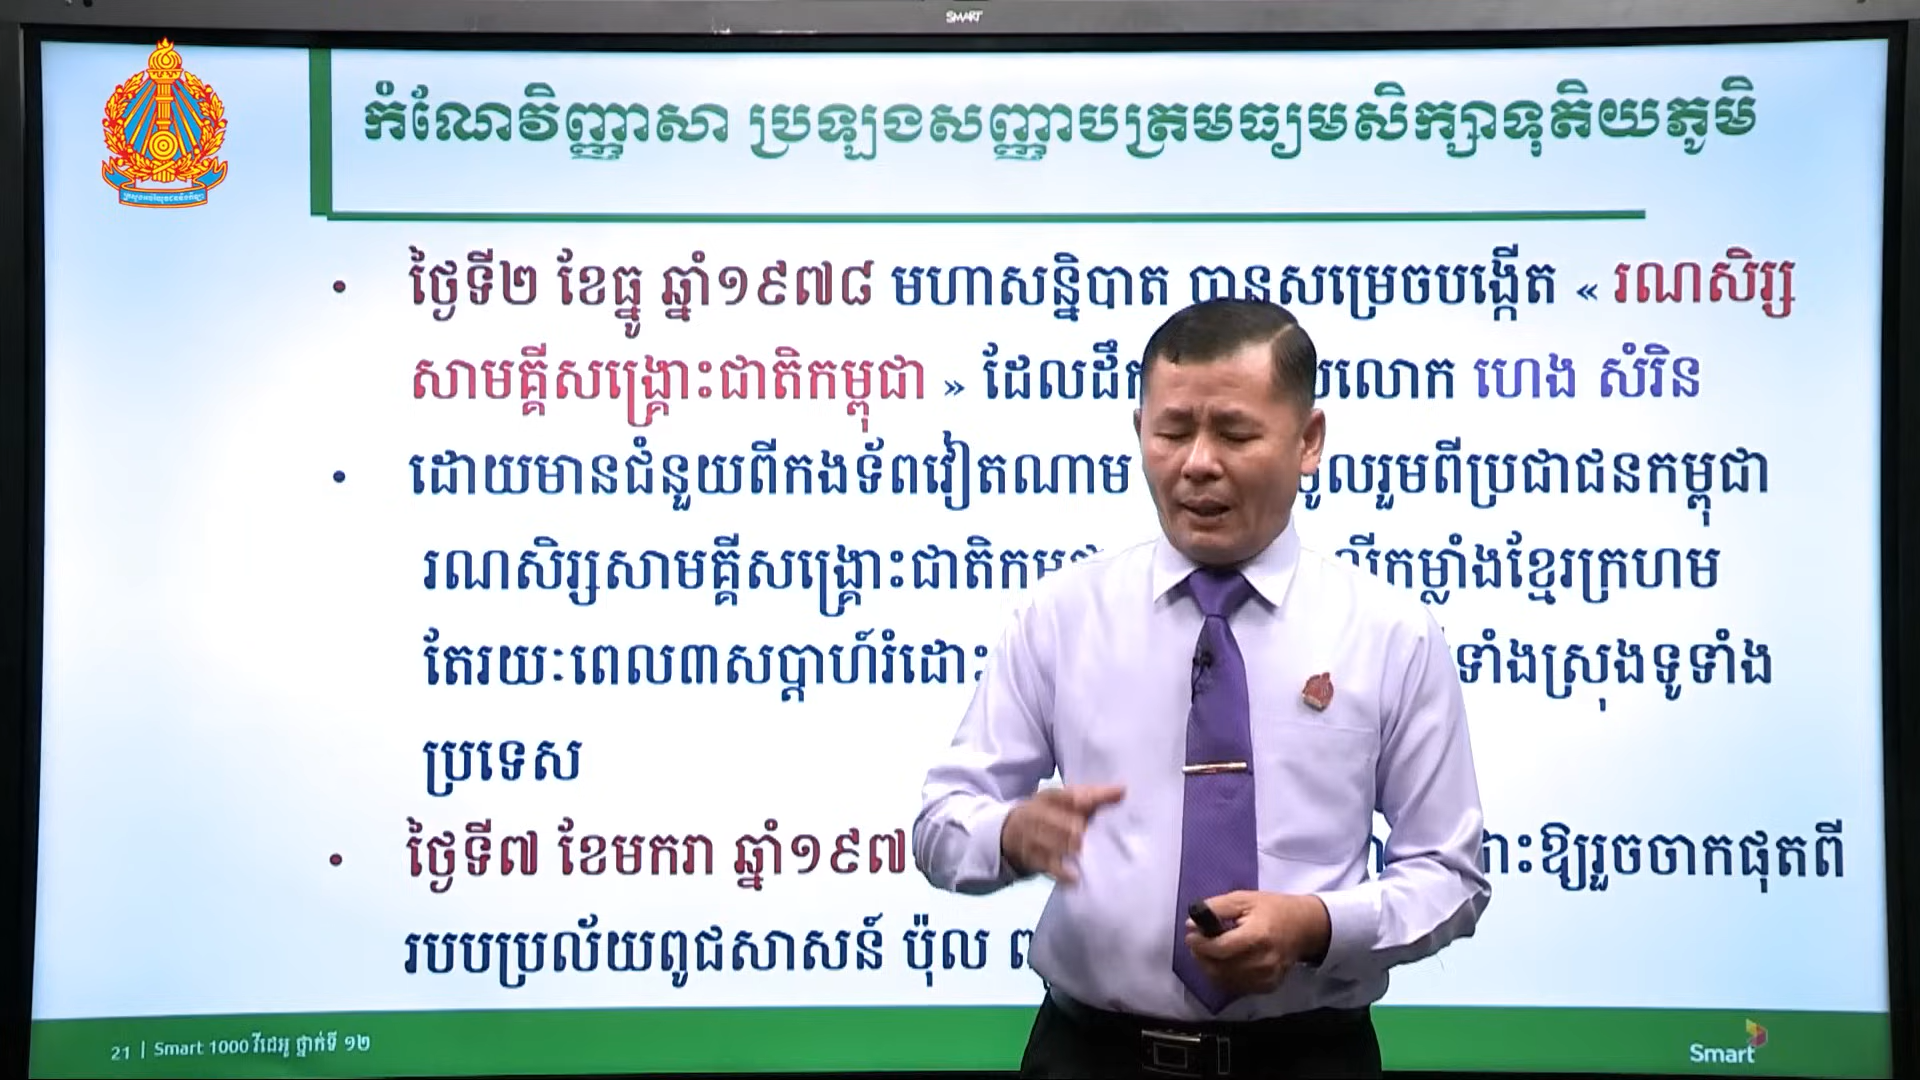 SMART
កំណែវិញ្ញាសា ប្រឡងសញ្ញាបត្រមធ្យមសិក្សាទុតិយភូមិ
• ថ្ងៃទី២ ខែធ្នូ ឆ្នាំ១៩៧៨ មហាសន្និបាត បានសម្រេចបង្កើត « រណសិរ្ស
សាមគ្គីសង្គ្រោះជាតិកម្ពុជា » ដែលដឹក លោក ហេង សំរិន
• ដោយមានជំនួយពីកងទ័ពវៀតណាម ចូលរួមពីប្រជាជនកម្ពុជា
រណសិរ្សសាមគ្គីសង្គ្រោះជាតិកម្ពុជា លើកម្លាំងខ្មែរក្រហម
តែរយៈពេល៣សប្តាហ៍រំដោះ ទាំងស្រុងទូទាំង
ប្រទេស
• ថ្ងៃទី៧ ខែមករា ឆ្នាំ១៩៧ ឱ្យរួចចាកផុតពី
របបប្រល័យពូជសាសន៍ ប៉ុល ព
21 | Smart 1000 វីដេអូ ថ្នាក់ទី ១២
Smart